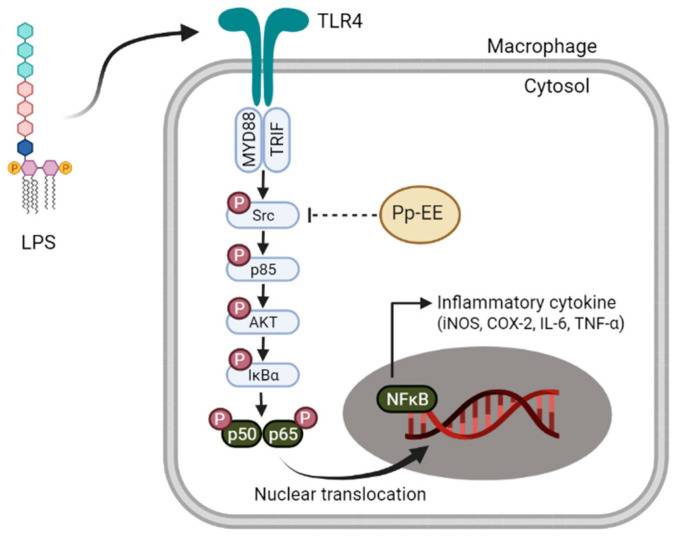 TLR4
Macrophage
Cytosol
LPS
P
P
MYD88
TRIF
P
Src
Pp-EE
P
p85
P
AKT
P
IκBα
P
P
p50
p65
Inflammatory cytokine
(iNOS, COX-2, IL-6, TNF-α)
NFκB
Nuclear translocation